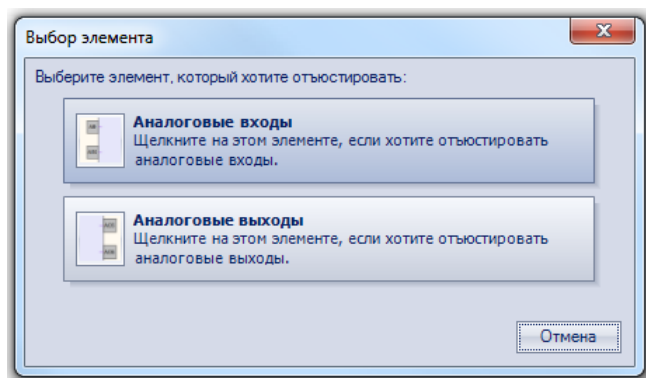 Выбор элемента
Выберите элемент, который хотите отъюстировать:
Аналоговые входы
Щелкните на этом элементе, если хотите отъюстировать
аналоговые входы.
Аналоговые выходы
Щелкните на этом элементе, если хотите отъюстировать
аналоговые выходы.
Отмена